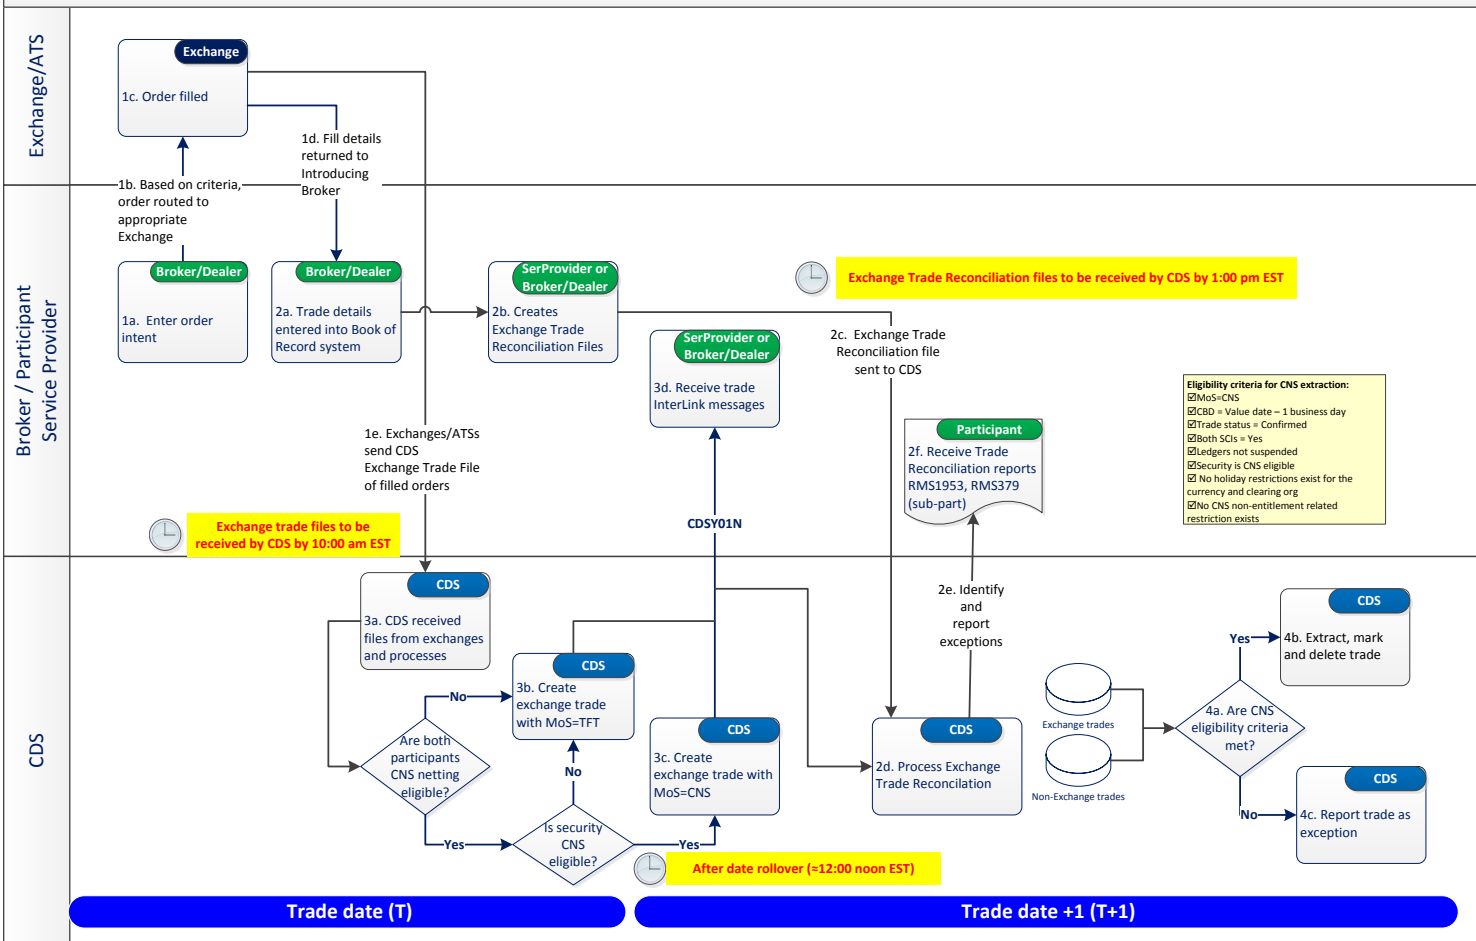 Exchange/ATS
Exchange
1c. Order filled
1d. Fill details
returned to
Introducing
Broker
1b. Based on criteria,
order routed to
appropriate
Exchange
Broker / Participant
Service Provider
Broker/Dealer
1a.  Enter order
intent
Broker/Dealer
2a. Trade details
entered into Book of
Record system
SerProvider or
Broker/Dealer
2b. Creates
Exchange Trade
Reconciliation Files
Exchange Trade Reconciliation files to be received by CDS by 1:00 pm EST
SerProvider or
Broker/Dealer
3d. Receive trade
InterLink messages
2c.  Exchange Trade
Reconciliation file
sent to CDS
Eligibility criteria for CNS extraction:
☑MoS=CNS
☑CBD = Value date – 1 business day
☑Trade status = Confirmed
☑Both SCIs = Yes
☑Ledgers not suspended
☑Security is CNS eligible
☑ No holiday restrictions exist for the
currency and clearing org
☑No CNS non-entitlement related
restriction exists
1e. Exchanges/ATSs
send CDS
Exchange Trade File
of filled orders
Participant
2f. Receive Trade
Reconciliation reports
RMS1953, RMS379
(sub-part)
Exchange trade files to be
received by CDS by 10:00 am EST
CDSY01N
CDS
CDS
3a. CDS received
files from exchanges
and processes
2e. Identify
and
report
exceptions
CDS
3b. Create
exchange trade
with MoS=TFT
No
Are both
participants
CNS netting
eligible?
Yes
No
Is security
CNS
eligible?
Yes
CDS
3c. Create
exchange trade with
MoS=CNS
CDS
2d. Process Exchange
Trade Reconcilation
Exchange trades
Non-Exchange trades
4a. Are CNS
eligibility criteria
met?
Yes
CDS
4b. Extract, mark
and delete trade
No
CDS
4c. Report trade as
exception
After date rollover (≈12:00 noon EST)
Trade date (T)
Trade date +1 (T+1)